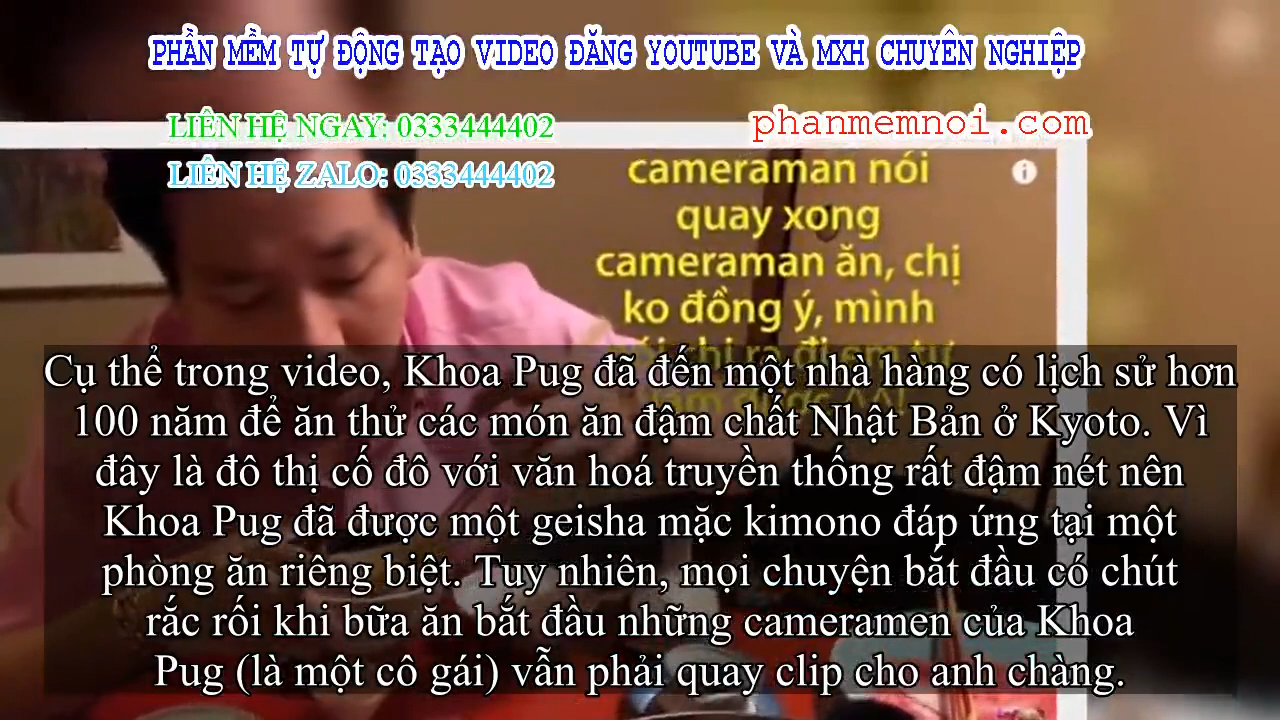 PHẦN MỀM TỰ ĐỘNG TẠO VIDEO ĐĂNG YOUTUBE VÀ MXH CHUYÊN NGHIỆP
LIÊN HỆ NGAY: 0333444402
phanmemnoi.com
LIÊN HỆ ZALO: 0333444402
cameraman nói
quay xong
cameraman ăn, chị
ko đồng ý, mình
Cụ thể trong video, Khoa Pug đã đến một nhà hàng có lịch sử hơn
100 năm để ăn thử các món ăn đậm chất Nhật Bản ở Kyoto. Vì
đây là đô thị cố đô với văn hoá truyền thống rất đậm nét nên
Khoa Pug đã được một geisha mặc kimono đáp ứng tại một
phòng ăn riêng biệt. Tuy nhiên, mọi chuyện bắt đầu có chút
rắc rối khi bữa ăn bắt đầu những cameramen của Khoa
Pug (là một cô gái) vẫn phải quay clip cho anh chàng.